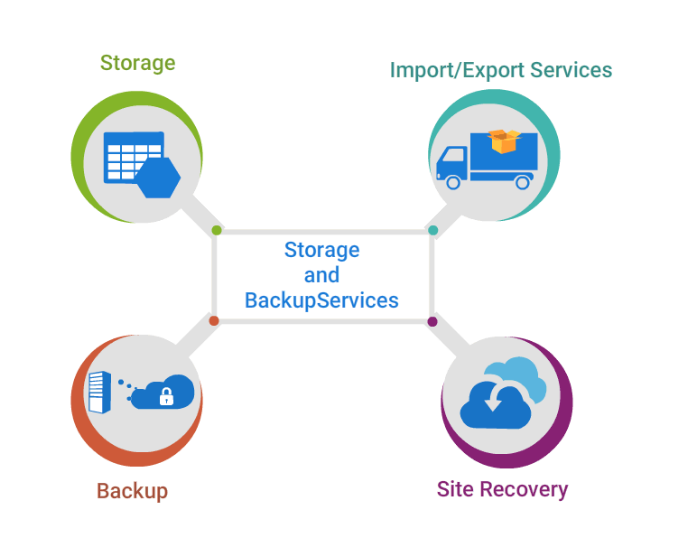 Storage
Import/Export Services
Storage
and
BackupServices
Backup
Site Recovery